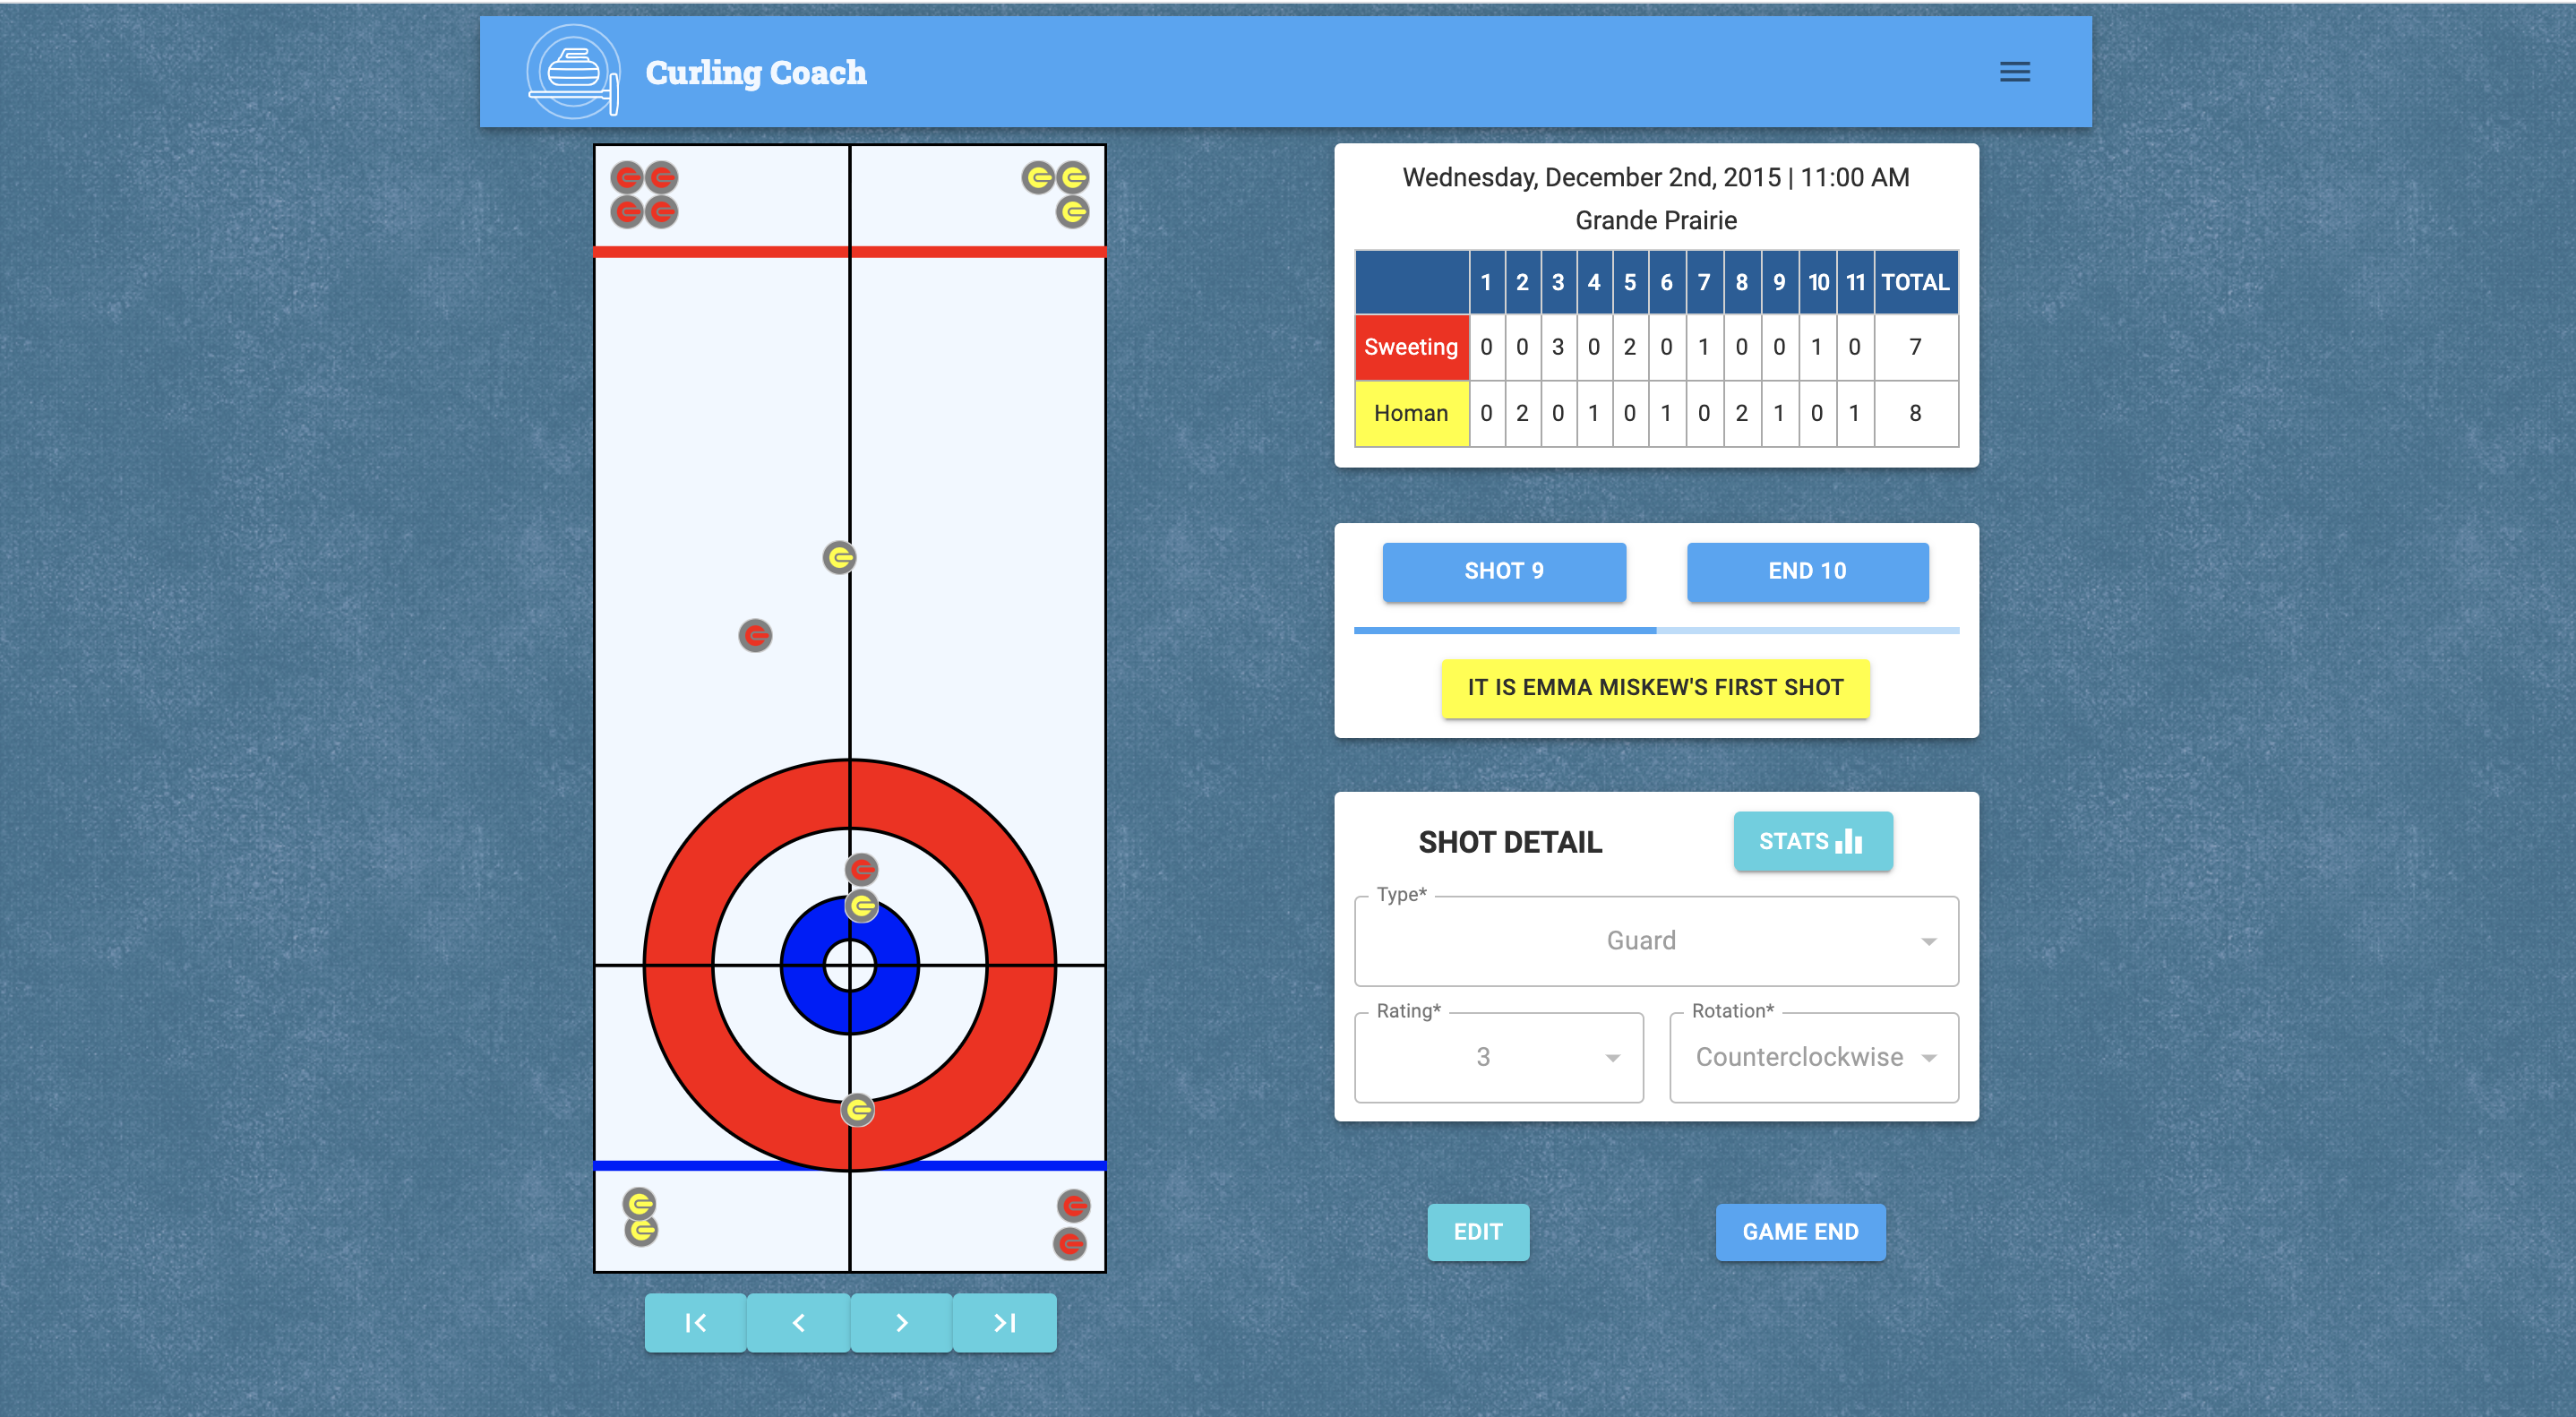 Curling Coach
Wednesday, December 2nd, 2015 | 11:00 AM
Grande Prairie
1 2 3 4 5 6 7 8 9 10 11 TOTAL
Sweeting 0 0 3 0 2 0 1 0 0 1 0 7
Homan 0 2 0 1 0 1 0 2 1 0 1 8
SHOT 9 END 10
IT IS EMMA MISKEW'S FIRST SHOT
SHOT DETAIL STATS
Type*
Guard
Rating* Rotation*
3 Counterclockwise
EDIT GAME END